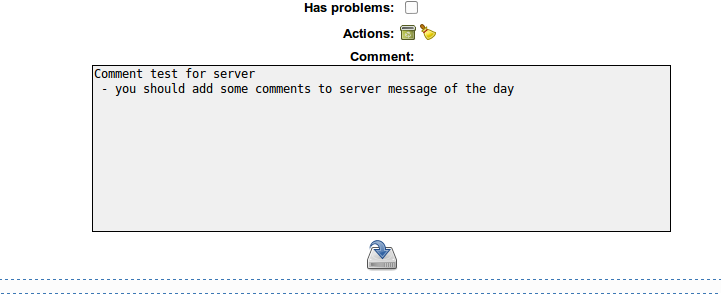 Has problems:
Actions:
Comment:
Comment test for server
- you should add some comments to server message of the day